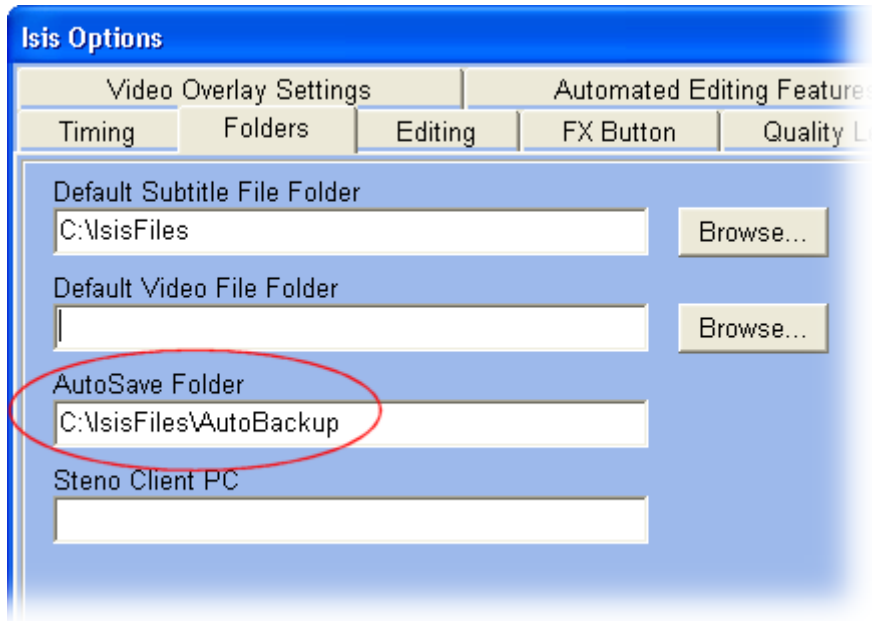 Isis Options
Video Overlay Settings Automated Editing Features
Timing Folders Editing FX Button Quality
Default Subtitle File Folder
C:\IsisFiles Browse...
Default Video File Folder
Browse...
AutoSave Folder
C:\IsisFiles\AutoBackup
Steno Client PC